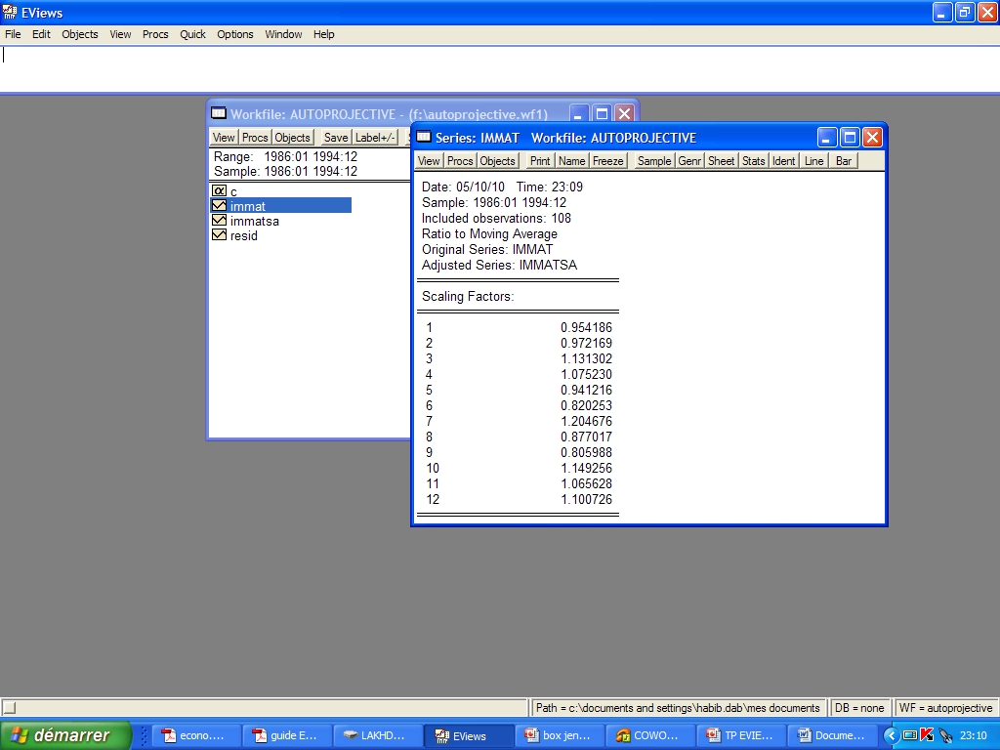 EViews
File Edit Objects View Procs Quick Options Window Help
Workfile: AUTOPROJECTIVE - (f:\autoprojective.wf1)
View Procs Objects Save Label+/-
Range: 1986:01 1994:12
Sample: 1986:01 1994:12
c
immat
immatsa
resid
Series: IMMAT Workfile: AUTOPROJECTIVE
View Procs Objects Print Name Freeze Sample Genr Sheet Stats Ident Line Bar
Date: 05/10/10 Time: 23:09
Sample: 1986:01 1994:12
Included observations: 108
Ratio to Moving Average
Original Series: IMMAT
Adjusted Series: IMMATSA
Scaling Factors:
1 0.954186
2 0.972169
3 1.131302
4 1.075230
5 0.941216
6 0.820253
7 1.204676
8 0.877017
9 0.805988
10 1.149256
11 1.065628
12 1.100726
Path = c:\documents and settings\habib.dab\mes documents DB = none WF = autoprojective
démarrer econo.... guide E... LAKHD... EViews box jen... COWO... TP EVIE... Docume... 23:10